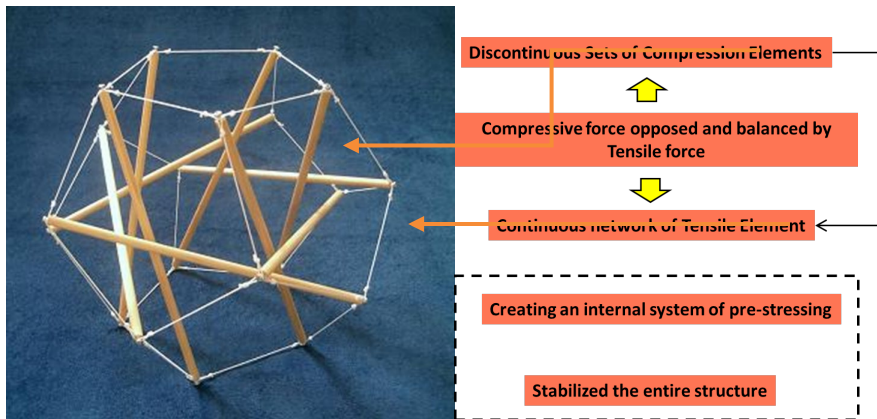 Discontinuous Sets of Compression Elements
Compressive force opposed and balanced by
Tensile force
Continuous network of Tensile Element
Creating an internal system of pre-stressing
Stabilized the entire structure